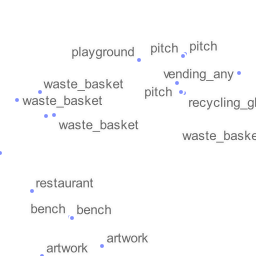 playground
pitch
pitch
vending_any
waste_basket
pitch
waste_basket
recycling_gl
waste_basket
waste_baske
restaurant
bench
bench
artwork
artwork